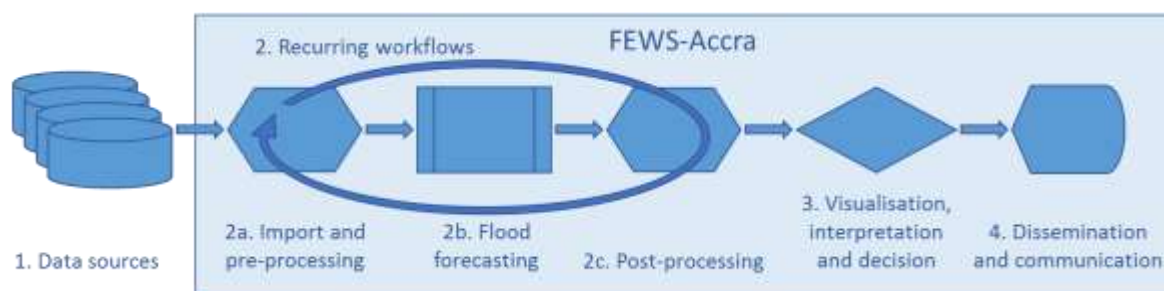 FEWS-Accra
2. Recurring workflows
1. Data sources
2a. Import and
pre-processing
2b. Flood
forecasting
2c. Post-processing
3. Visualisation,
interpretation
and decision
4. Dissemination
and communication